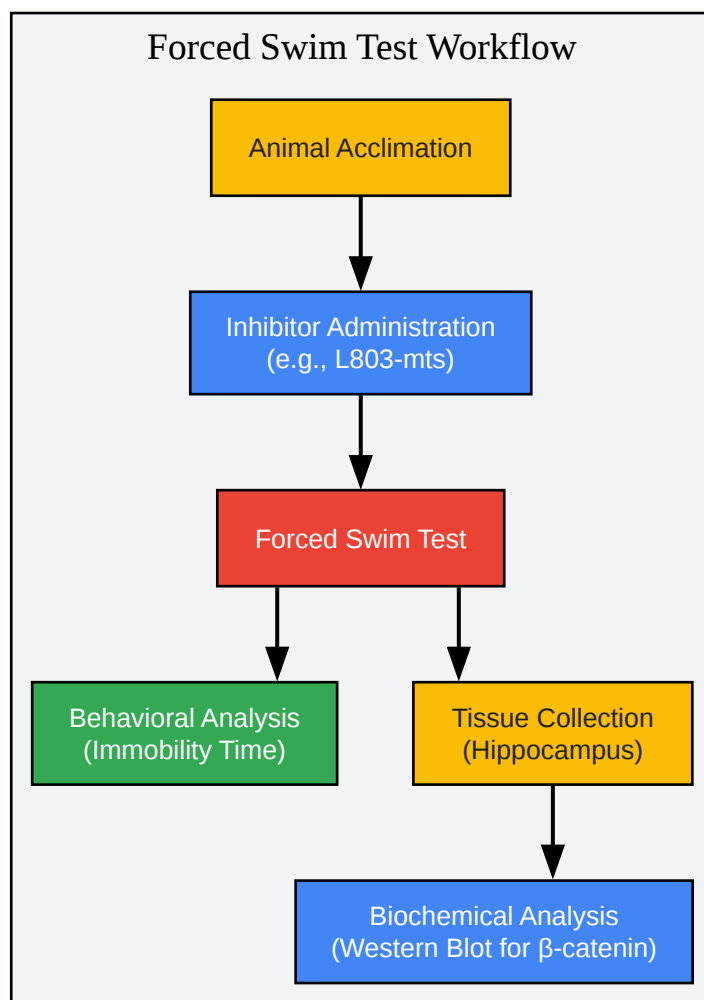 Forced Swim Test Workflow
Animal Acclimation
Inhibitor Administration
(e.g., L803-mts)
Forced Swim Test
Behavioral Analysis
(Immobility Time)
Tissue Collection
(Hippocampus)
Biochemical Analysis
(Western Blot for β-catenin)